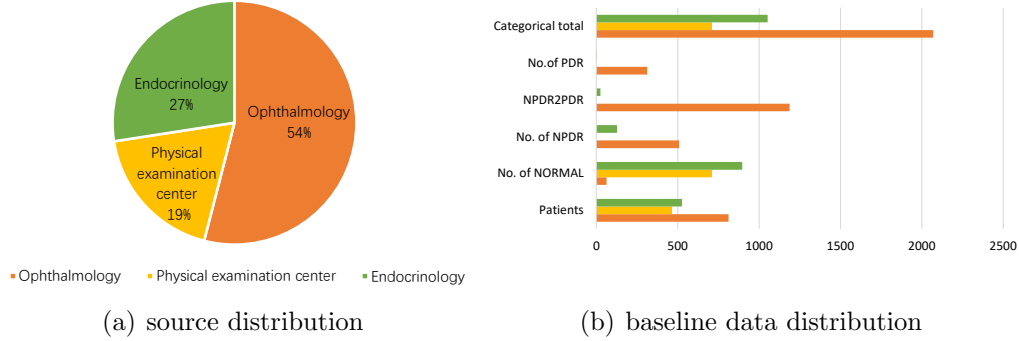 Endocrinology
27%
Ophthalmology
54%
Physical
examination
center
19%
Ophthalmology Physical examination center Endocrinology
(a) source distribution
Categorical total
No.of PDR
NPDR2PDR
No. of NPDR
No. of NORMAL
Patients
0 500 1000 1500 2000 2500
(b) baseline data distribution